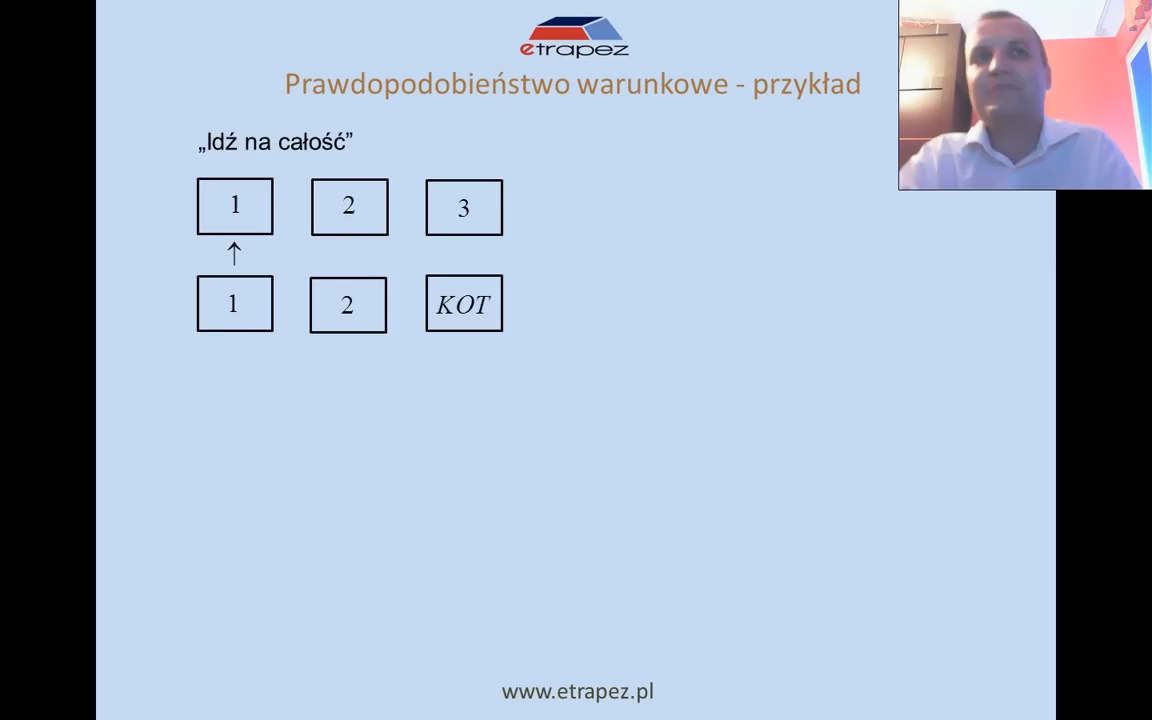 etrapez
Prawdopodobieństwo warunkowe - przykład
„Idź na całość”
1 2 3
↑
1 2 KOT
www.etrapez.pl